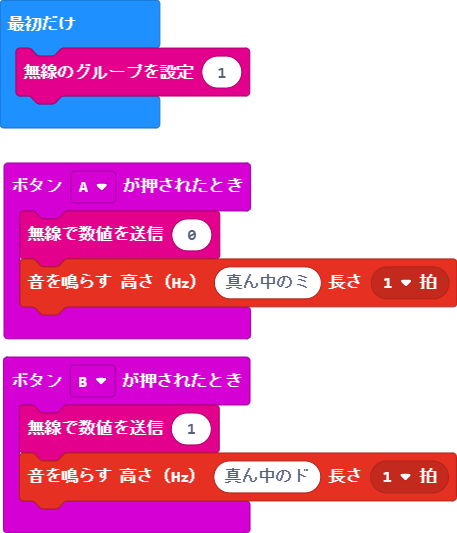 最初だけ
無線のグループを設定 1
ボタン A が押されたとき
無線で数値を送信 0
音を鳴らす 高さ (Hz) 真ん中のミ 長さ 1 拍
ボタン B が押されたとき
無線で数値を送信 1
音を鳴らす 高さ (Hz) 真ん中のド 長さ 1 拍